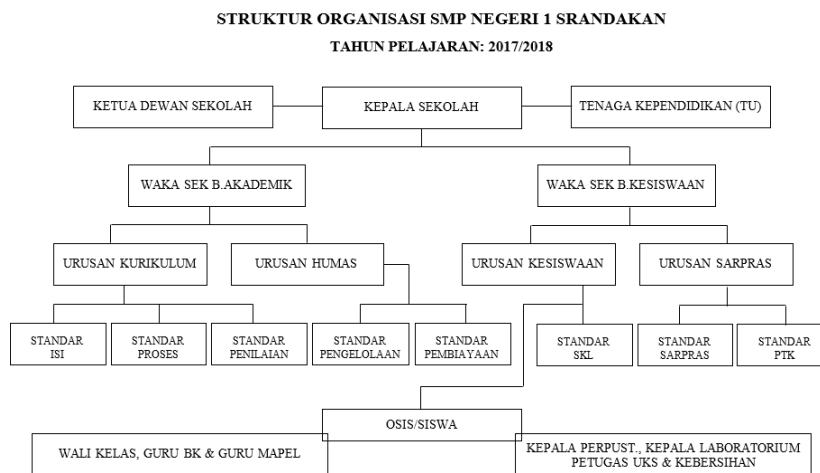 STRUKTUR ORGANISASI SMP NEGERI 1 SRANDAKAN
TAHUN PELAJARAN: 2017/2018
KETUA DEWAN SEKOLAH
KEPALA SEKOLAH
TENAGA KEPENDIDIKAN (TU)
WAKA SEK B.AKADEMIK
WAKA SEK B.KESISWAAN
URUSAN KURIKULUM
URUSAN HUMAS
URUSAN KESISWAAN
URUSAN SARPRAS
STANDAR
ISI
STANDAR
PROSES
STANDAR
PENILAIAN
STANDAR
PENGELOLAAN
STANDAR
PEMBIAYAAN
STANDAR
SKL
STANDAR
SARPRAS
STANDAR
PTK
OSIS/SISWA
WALI KELAS, GURU BK & GURU MAPEL
KEPALA PERPUST., KEPALA LABORATORIUM
PETUGAS UKS & KEBERSIHAN